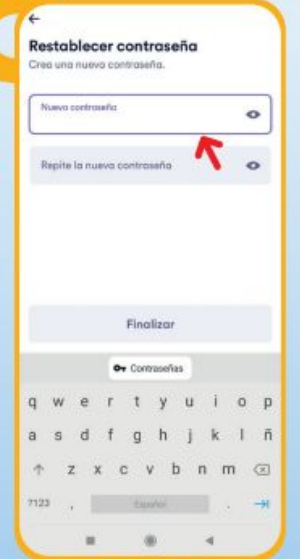 Restablecer contraseña
Crea una nueva contraseña.
Nueva contraseña
Repite la nueva contraseña
Finalizar
Contraseñas
q w e r t y u i o p
a s d f g h j k l ñ
z x c v b n m
?123 , Español .